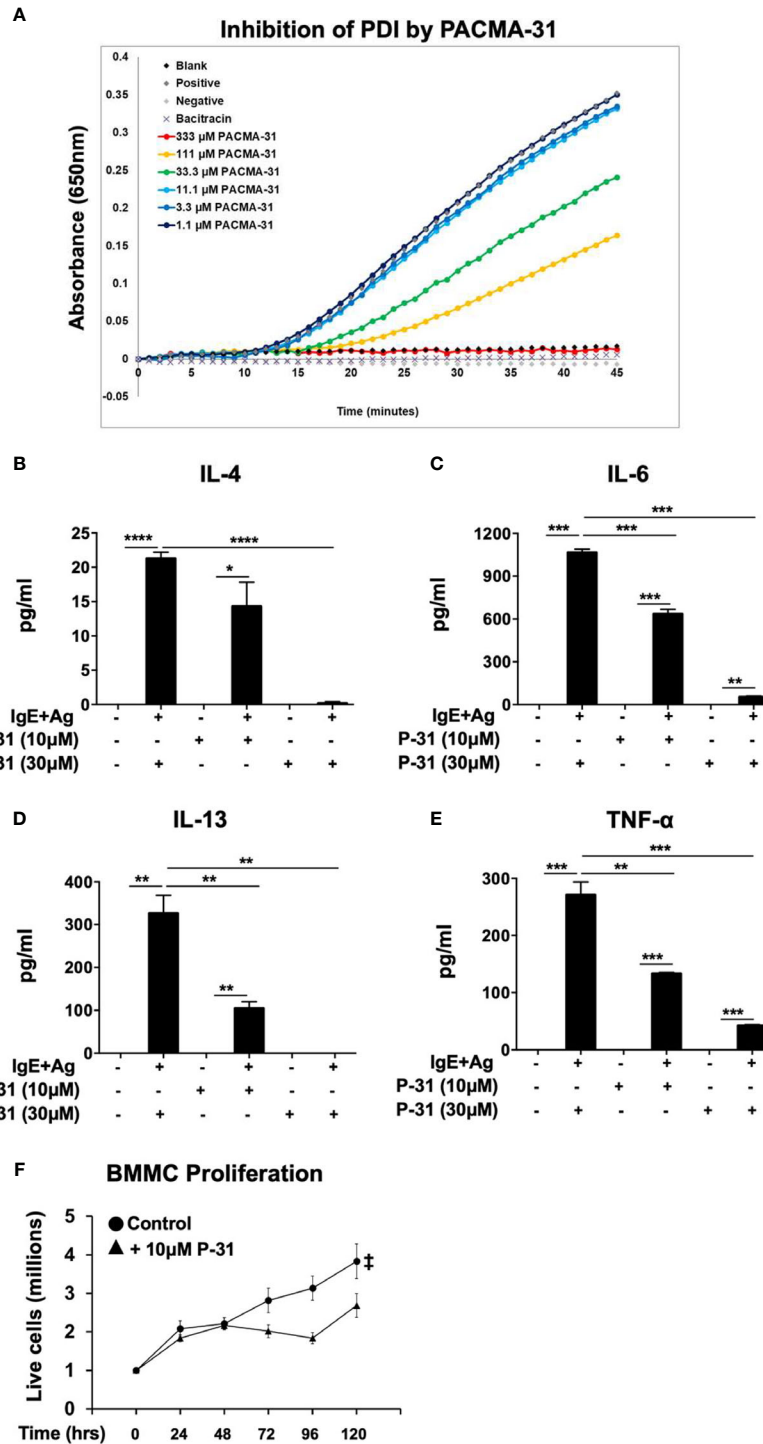 A
Inhibition of PDI by PACMA-31
Absorbance (650nm)
0.4
0.35
0.3
0.25
0.2
0.15
0.1
0.05
0
-0.05
Blank
Positive
Negative
Bacitracin
333 µM PACMA-31
111 µM PACMA-31
33.3 µM PACMA-31
11.1 µM PACMA-31
3.3 µM PACMA-31
1.1 µM PACMA-31
0 5 10 15 20 25 30 35 40 45
Time (minutes)
B
IL-4
pg/ml
25
20
15
10
5
0
**** ****
*
IgE+Ag - + - + - +
31 (10µM) - - + + - -
31 (30µM) - + - - + +
C
IL-6
pg/ml
1200
900
600
300
0
***
*** ***
***
**
IgE+Ag - + - + - +
P-31 (10µM) - - + + - -
P-31 (30µM) - + - - + +
D
IL-13
pg/ml
400
300
200
100
0
**
** **
**
IgE+Ag - + - + - +
31 (10µM) - - + + - -
31 (30µM) - + - - + +
E
TNF-α
pg/ml
300
200
100
0
***
*** **
***
***
IgE+Ag - + - + - +
P-31 (10µM) - - + + - -
P-31 (30µM) - + - - + +
F
BMMC Proliferation
Live cells (millions)
5
4
3
2
1
0
Control
+ 10µM P-31
‡
Time (hrs) 0 24 48 72 96 120